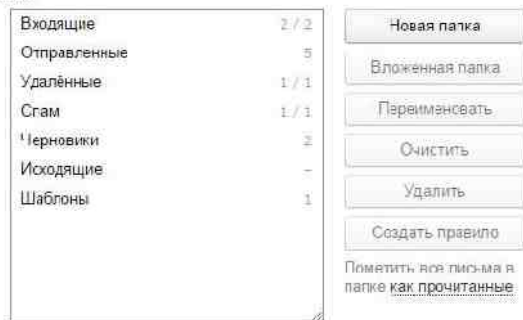 Входящие 2 / 2
Отправленные 5
Удалённые 1 / 1
Спам 1 / 1
Черновики 2
Исходящие –
Шаблоны 1
Новая папка
Вложенная папка
Переименовать
Очистить
Удалить
Создать правило
Пометить все письма в
папке как прочитанные